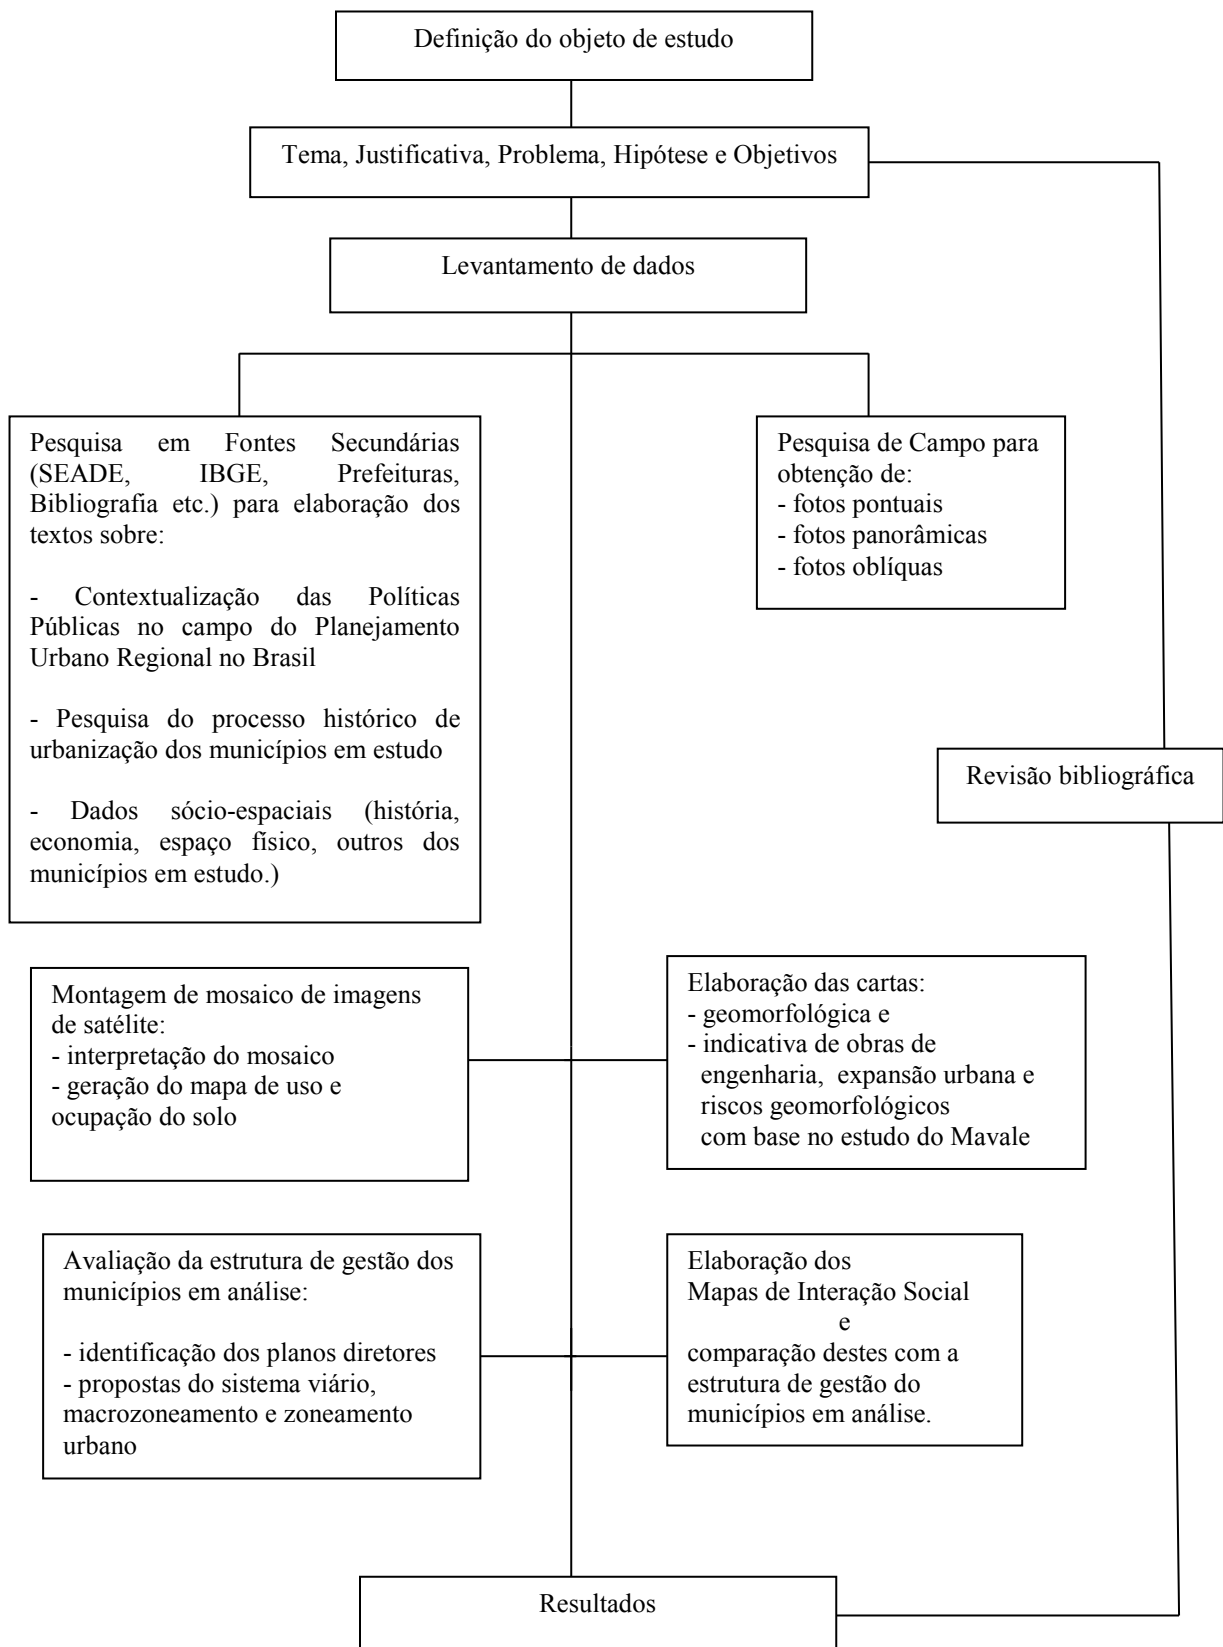 Definição do objeto de estudo
Tema, Justificativa, Problema, Hipótese e Objetivos
Levantamento de dados
Pesquisa em Fontes Secundárias
(SEADE, IBGE, Prefeituras,
Bibliografia etc.) para elaboração dos
textos sobre:
- Contextualização das Políticas
Públicas no campo do Planejamento
Urbano Regional no Brasil
- Pesquisa do processo histórico de
urbanização dos municípios em estudo
- Dados sócio-espaciais (história,
economia, espaço físico, outros dos
municípios em estudo.)
Pesquisa de Campo para
obtenção de:
- fotos pontuais
- fotos panorâmicas
- fotos oblíquas
Revisão bibliográfica
Montagem de mosaico de imagens
de satélite:
- interpretação do mosaico
- geração do mapa de uso e
ocupação do solo
Elaboração das cartas:
- geomorfológica e
- indicativa de obras de
engenharia, expansão urbana e
riscos geomorfológicos
com base no estudo do Mavale
Avaliação da estrutura de gestão dos
municípios em análise:
- identificação dos planos diretores
- propostas do sistema viário,
macrozoneamento e zoneamento
urbano
Elaboração dos
Mapas de Interação Social
e
comparação destes com a
estrutura de gestão do
municípios em análise.
Resultados